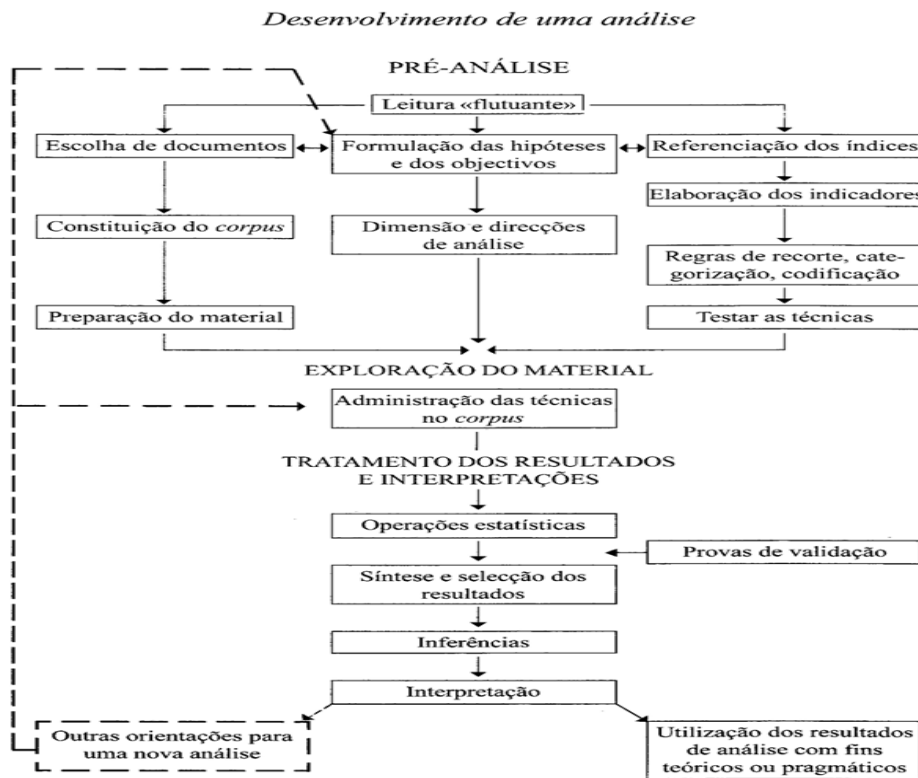 Desenvolvimento de uma análise
PRÉ-ANÁLISE
Leitura «flutuante»
Escolha de documentos
Formulação das hipóteses
e dos objectivos
Referenciação dos índices
Elaboração dos indicadores
Constituição do corpus
Dimensão e direcções
de análise
Regras de recorte, cate-
gorização, codificação
Preparação do material
Testar as técnicas
EXPLORAÇÃO DO MATERIAL
Administração das técnicas
no corpus
TRATAMENTO DOS RESULTADOS
E INTERPRETAÇÕES
Operações estatísticas
Provas de validação
Síntese e selecção dos
resultados
Inferências
Interpretação
Outras orientações para
uma nova análise
Utilização dos resultados
de análise com fins
teóricos ou pragmáticos